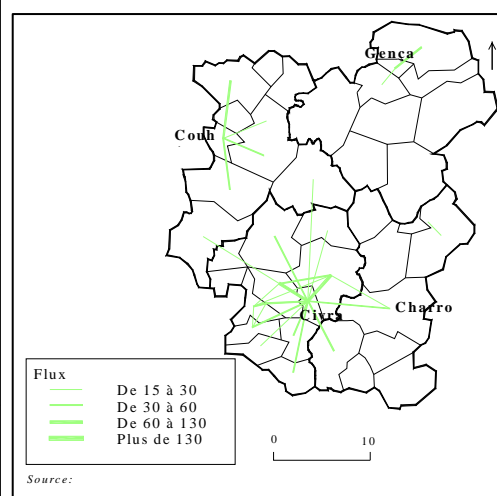 Gença
Couh
Charro
Civra
Flux
De 15 à 30
De 30 à 60
De 60 à 130
Plus de 130
0 10
Source: